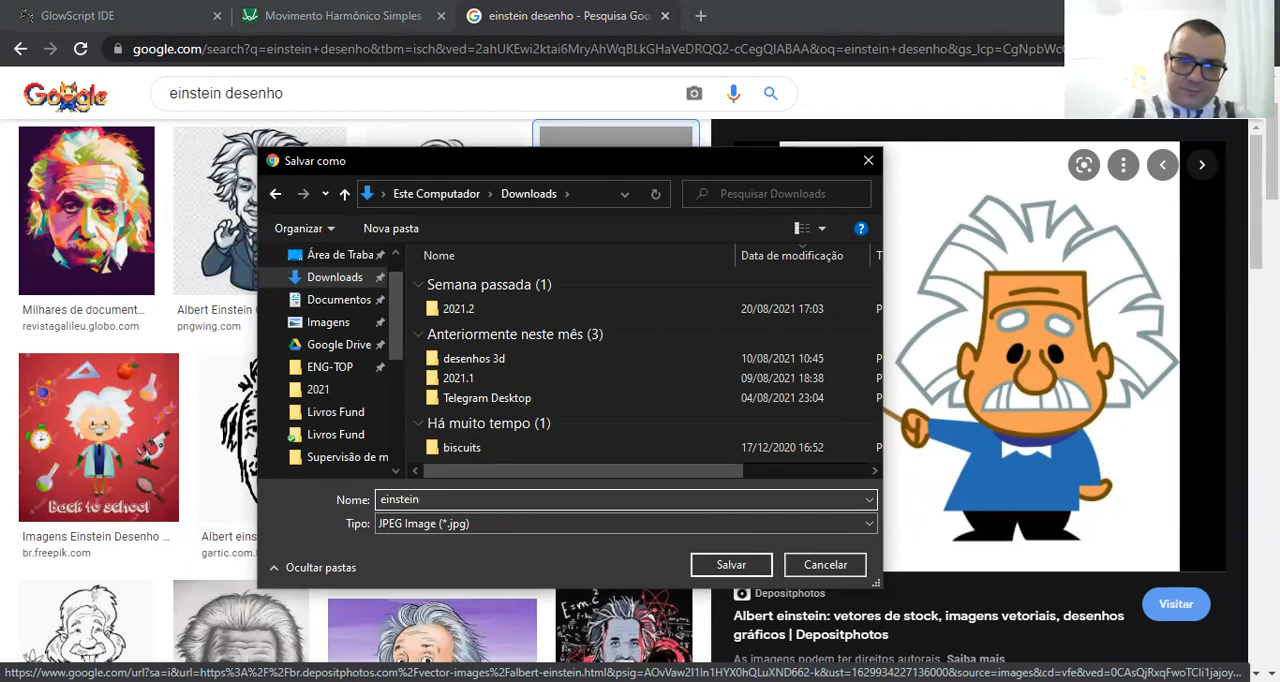 GlowScript IDE
Movimento Harmônico Simples
einstein desenho - Pesquisa Goo
google.com/search?q=einstein+desenho&tbm=isch&ved=2ahUKEwi2ktai6MryAhWqBLkGHaVeDRQQ2-cCegQIABAA&oq=einstein+desenho&gs_lcp=CgNpbWc
Google
einstein desenho
Salvar como
Este Computador
Downloads
Pesquisar Downloads
Organizar
Nova pasta
Área de Traba
Downloads
Documentos
Imagens
Google Drive
ENG-TOP
2021
Livros Fund
Livros Fund
Supervisão de m
Nome
Data de modificação
T
Semana passada (1)
2021.2
20/08/2021 17:03
P
Anteriormente neste mês (3)
desenhos 3d
10/08/2021 10:45
P
2021.1
09/08/2021 18:38
P
Telegram Desktop
04/08/2021 23:04
P
Há muito tempo (1)
biscuits
17/12/2020 16:52
P
Nome:
einstein
Tipo:
JPEG Image (*.jpg)
Ocultar pastas
Salvar
Cancelar
Milhares de document...
revistagalileu.globo.com
Albert Einstein
pngwing.com
Back to school
Imagens Einstein Desenho ...
br.freepik.com
Albert eins
gartic.com.
E=mc²
Depositphotos
Albert einstein: vetores de stock, imagens vetoriais, desenhos
gráficos | Depositphotos
Visitar
As imagens podem ter direitos autorais. Saiba mais